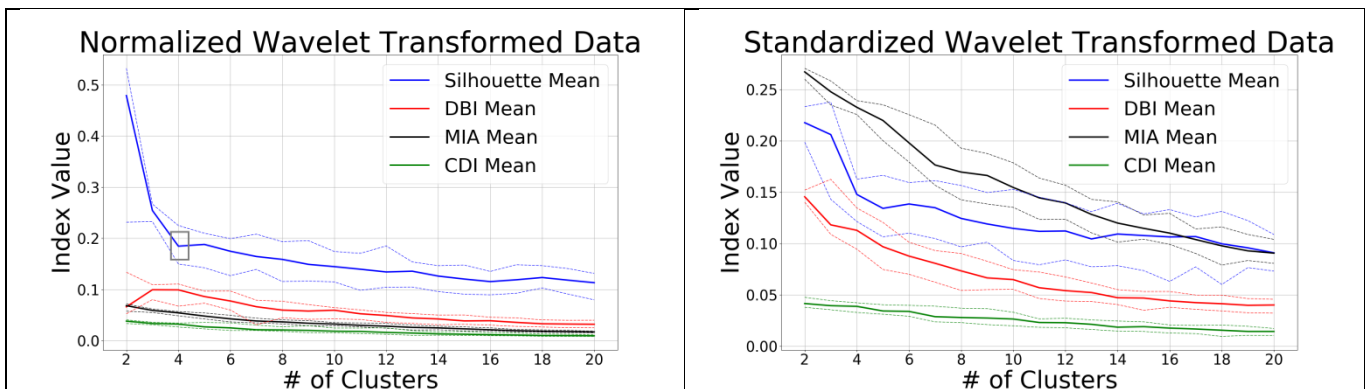 Normalized Wavelet Transformed Data
Index Value
0.5
0.4
0.3
0.2
0.1
0.0
Silhouette Mean
DBI Mean
MIA Mean
CDI Mean
2 4 6 8 10 12 14 16 18 20
# of Clusters
Standardized Wavelet Transformed Data
Index Value
0.25
0.20
0.15
0.10
0.05
0.00
Silhouette Mean
DBI Mean
MIA Mean
CDI Mean
2 4 6 8 10 12 14 16 18 20
# of Clusters